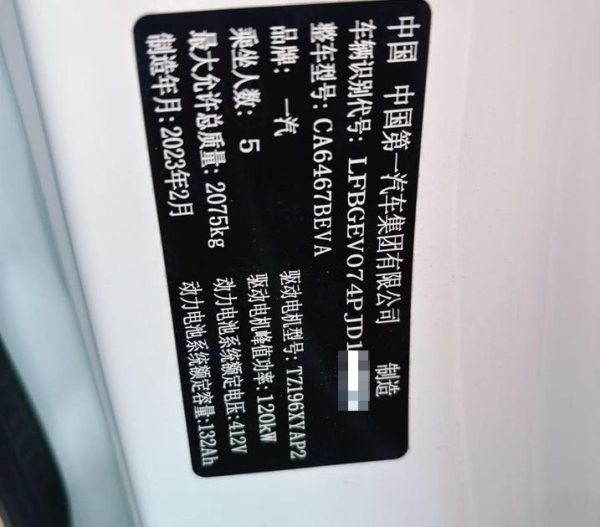 中国 中国第一汽车集团有限公司 制造
车辆识别代号: LFBGEV074PJD1
整车型号: CA6467BEVA
驱动电机型号: TZ196XYAP2
品牌: 一汽
驱动电机峰值功率: 120kW
乘坐人数: 5
动力电池系统额定电压: 412V
最大允许总质量: 2075kg
动力电池系统额定容量: 132Ah
制造年月: 2023年2月